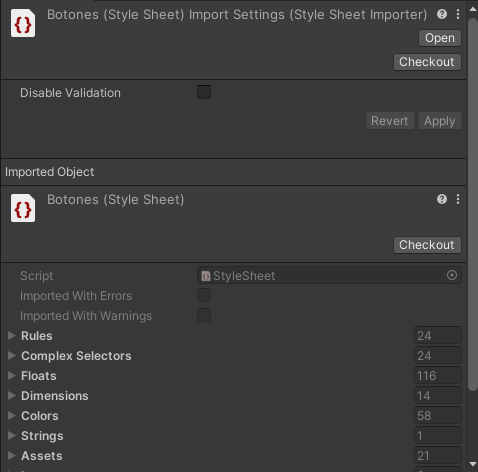 Botones (Style Sheet) Import Settings (Style Sheet Importer)
Open
Checkout
Disable Validation
Revert Apply
Imported Object
Botones (Style Sheet)
Checkout
Script StyleSheet
Imported With Errors
Imported With Warnings
Rules 24
Complex Selectors 24
Floats 116
Dimensions 14
Colors 58
Strings 1
Assets 21